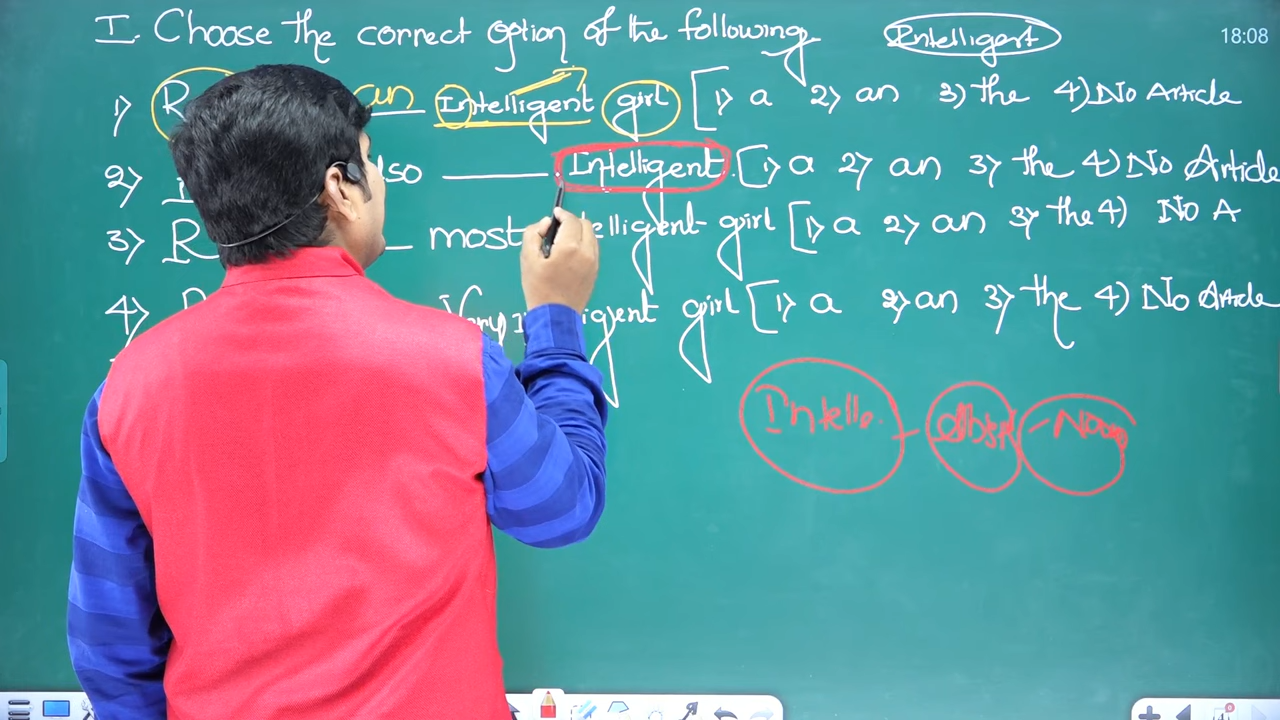 I. Choose the correct option of the following Intelligent 18:08
1) R an Intelligent girl [1) a 2) an 3) the 4) No Article
2) I also ______ Intelligent. [1) a 2) an 3) the 4) No Article
3) R __ most Intelligent girl [1) a 2) an 3) the 4) No A
4) Very intelligent girl [1) a 2) an 3) the 4) No Article
Intelle. - - Noun